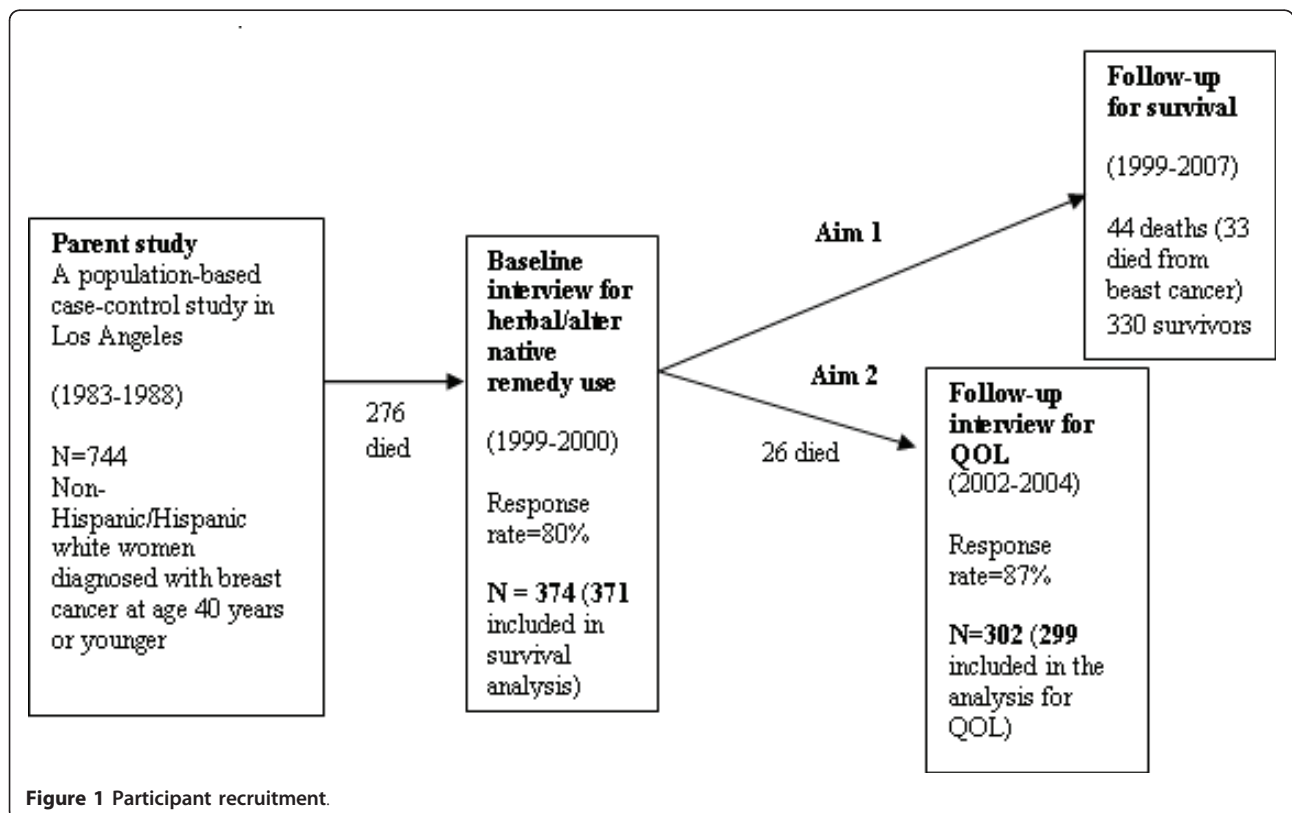 Parent study
A population-based
case-control study in
Los Angeles
(1983-1988)
N=744
Non-
Hispanic/Hispanic
white women
diagnosed with breast
cancer at age 40 years
or younger
276
died
Baseline
interview for
herbal/alter
native
remedy use
(1999-2000)
Response
rate=80%
N = 374 (371
included in
survival
analysis)
Aim 1
Follow-up
for survival
(1999-2007)
44 deaths (33
died from
beast cancer)
330 survivors
Aim 2
26 died
Follow-up
interview for
QOL
(2002-2004)
Response
rate=87%
N=302 (299
included in the
analysis for
QOL)
Figure 1 Participant recruitment.